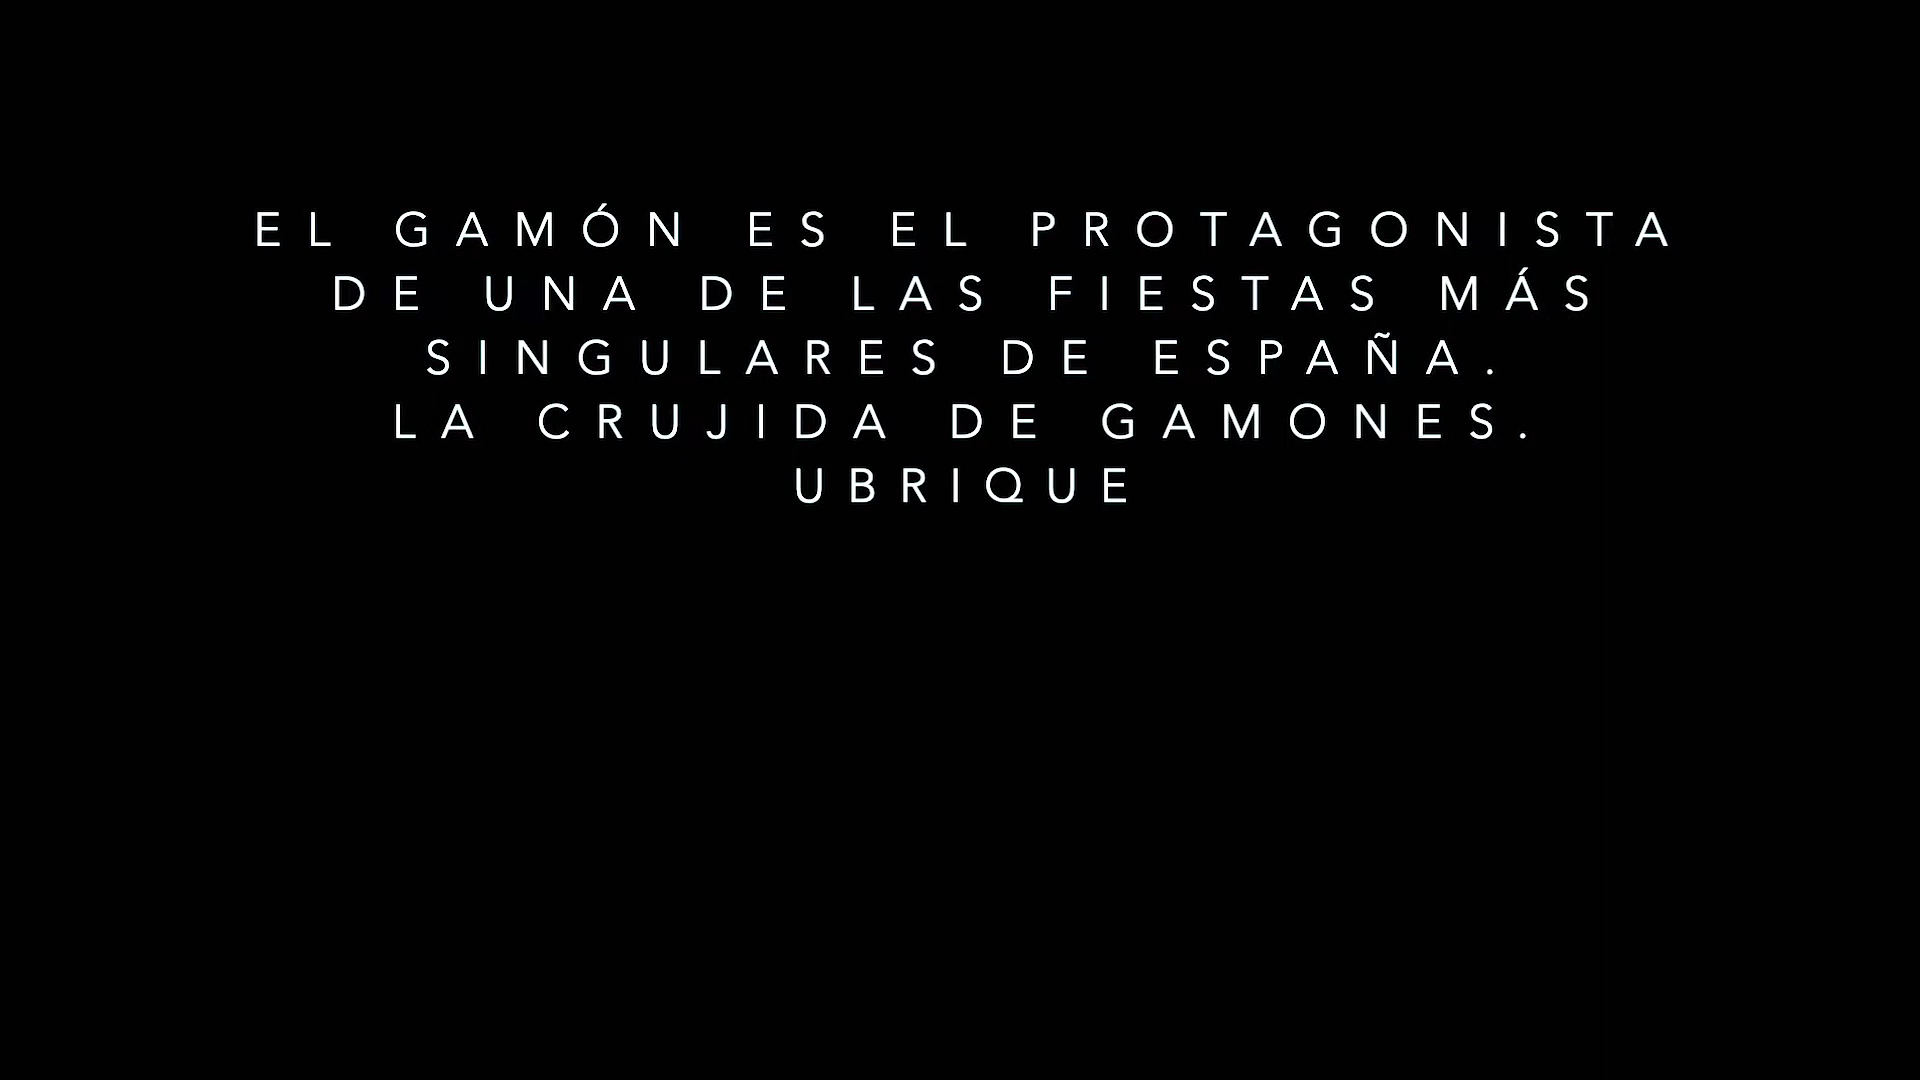 EL GAMÓN ES EL PROTAGONISTA
DE UNA DE LAS FIESTAS MÁS
SINGULARES DE ESPAÑA.
LA CRUJIDA DE GAMONES.
UBRIQUE